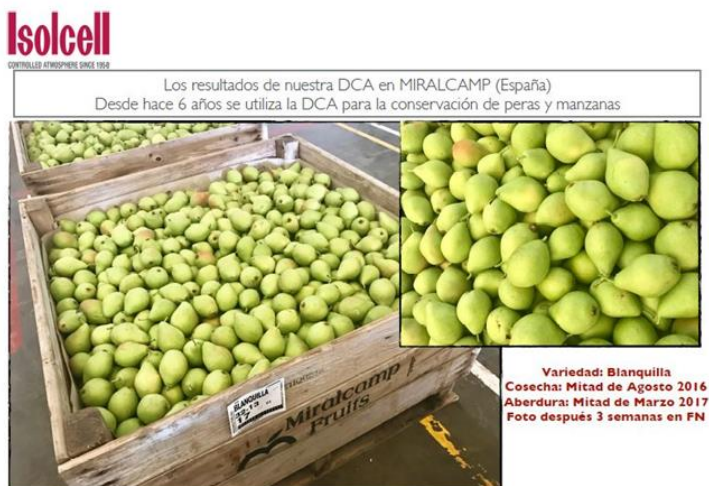 Isolcell
CONTROLLED ATMOSPHERE SINCE 1958
Los resultados de nuestra DCA en MIRALCAMP (España)
Desde hace 6 años se utiliza la DCA para la conservación de peras y manzanas
BLANQUILLA
17
Miralcamp
Fruits
Variedad: Blanquilla
Cosecha: Mitad de Agosto 2016
Aberdura: Mitad de Marzo 2017
Foto después 3 semanas en FN